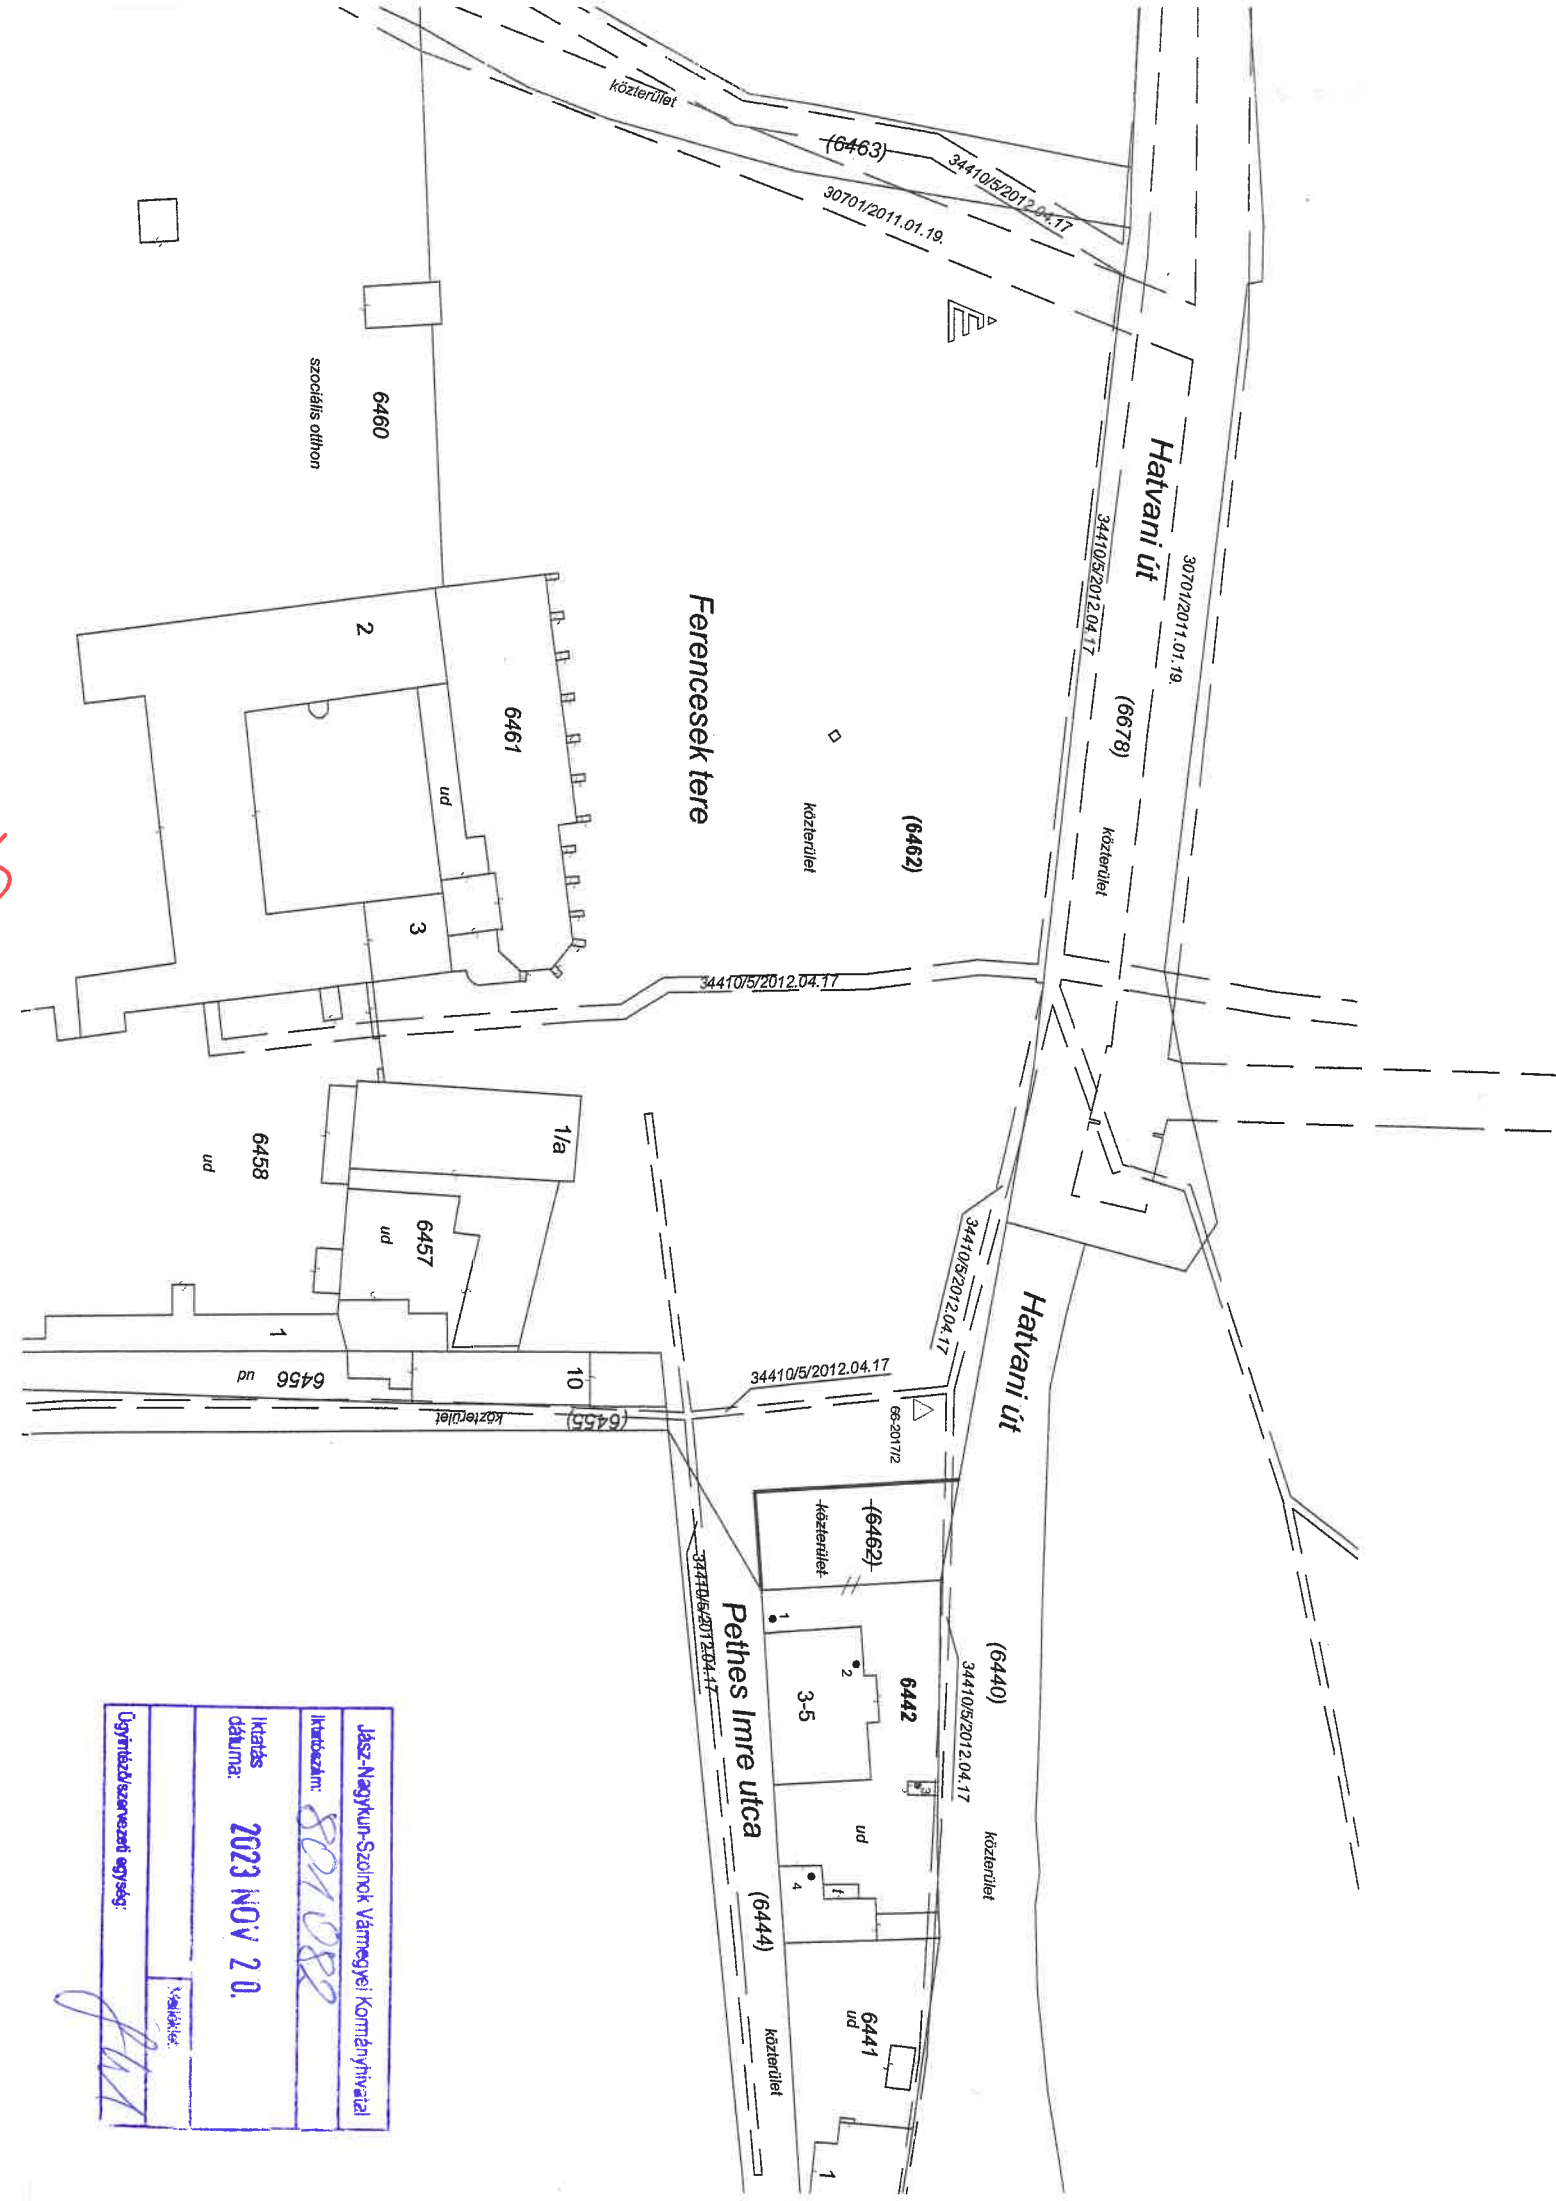 közterület
(6463)
34410/5/2012.04.17
30701/2011.01.19.
É
Hatvani út
30701/2011.01.19.
34410/5/2012.04.17
(6678)
közterület
6460
szociális otthon
Ferencesek tere
(6462)
közterület
2
6461
ud
3
34410/5/2012.04.17
1/a
6458
ud
6457
ud
1
6456
ud
10
(6455)
közterület
34410/5/2012.04.17
34410/5/2012.04.17
66-2017/2
Hatvani út
(6462)
közterület
34410/5/2012.04.17
Pethes Imre utca
(6444)
közterület
1
2
3-5
6442
3
ud
4
t
(6440)
34410/5/2012.04.17
közterület
6441
ud
1
Jász-Nagykun-Szolnok Vármegyei Kormányhivatal
Iktatószám: 801082
Iktatás
dátuma: 2023 NOV 20.
Melléklet:
Ügyintéző/szervezeti egység: